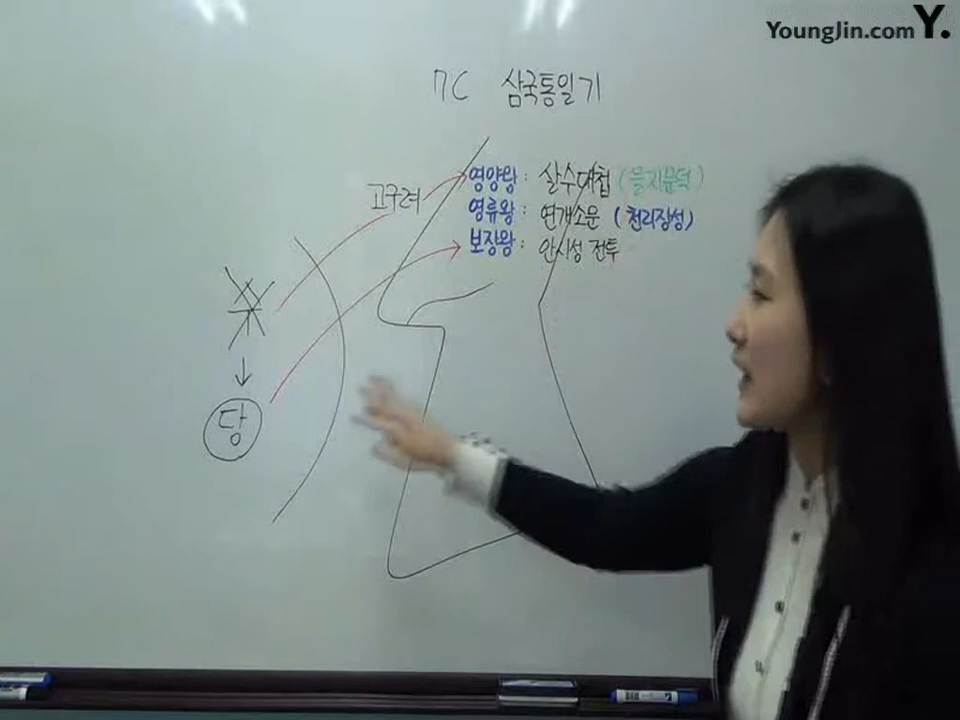 YoungJin.com Y.
7C 삼국통일기
고구려
영양왕 : 살수대첩 (을지문덕)
영류왕 : 연개소문 (천리장성)
보장왕 : 안시성 전투
수
↓
당